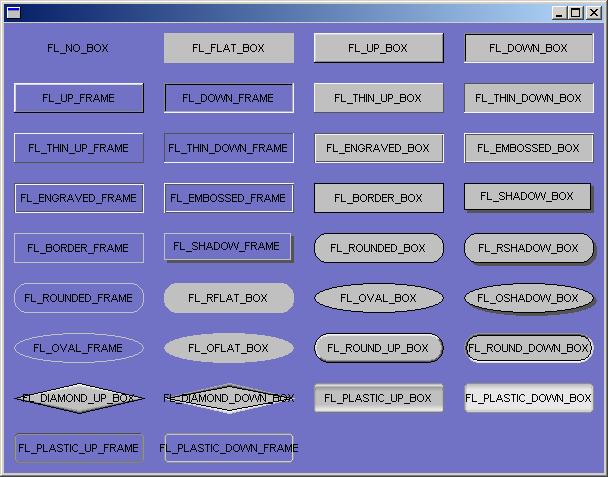 FL_NO_BOX FL_FLAT_BOX FL_UP_BOX FL_DOWN_BOX
FL_UP_FRAME FL_DOWN_FRAME FL_THIN_UP_BOX FL_THIN_DOWN_BOX
FL_THIN_UP_FRAME FL_THIN_DOWN_FRAME FL_ENGRAVED_BOX FL_EMBOSSED_BOX
FL_ENGRAVED_FRAME FL_EMBOSSED_FRAME FL_BORDER_BOX FL_SHADOW_BOX
FL_BORDER_FRAME FL_SHADOW_FRAME FL_ROUNDED_BOX FL_RSHADOW_BOX
FL_ROUNDED_FRAME FL_RFLAT_BOX FL_OVAL_BOX FL_OSHADOW_BOX
FL_OVAL_FRAME FL_OFLAT_BOX FL_ROUND_UP_BOX FL_ROUND_DOWN_BOX
FL_DIAMOND_UP_BOX FL_DIAMOND_DOWN_BOX FL_PLASTIC_UP_BOX FL_PLASTIC_DOWN_BOX
FL_PLASTIC_UP_FRAME FL_PLASTIC_DOWN_FRAME